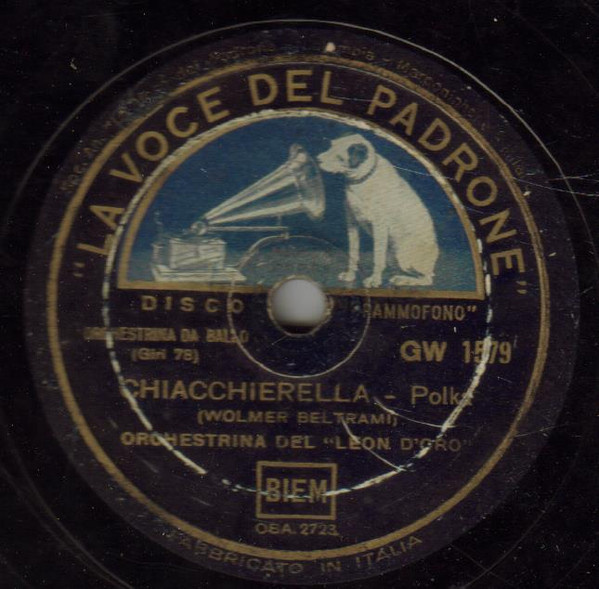 "LA VOCE DEL PADRONE"
DISCO
GRAMMOFONO"
ORCHESTRINA DA BALLO
(Giri 78)
GW 1579
CHIACCHIERELLA - Polka
(WOLMER BELTRAMI)
ORCHESTRINA DEL "LEON D'ORO"
BIEM
OBA. 2723
FABBRICATO IN ITALIA